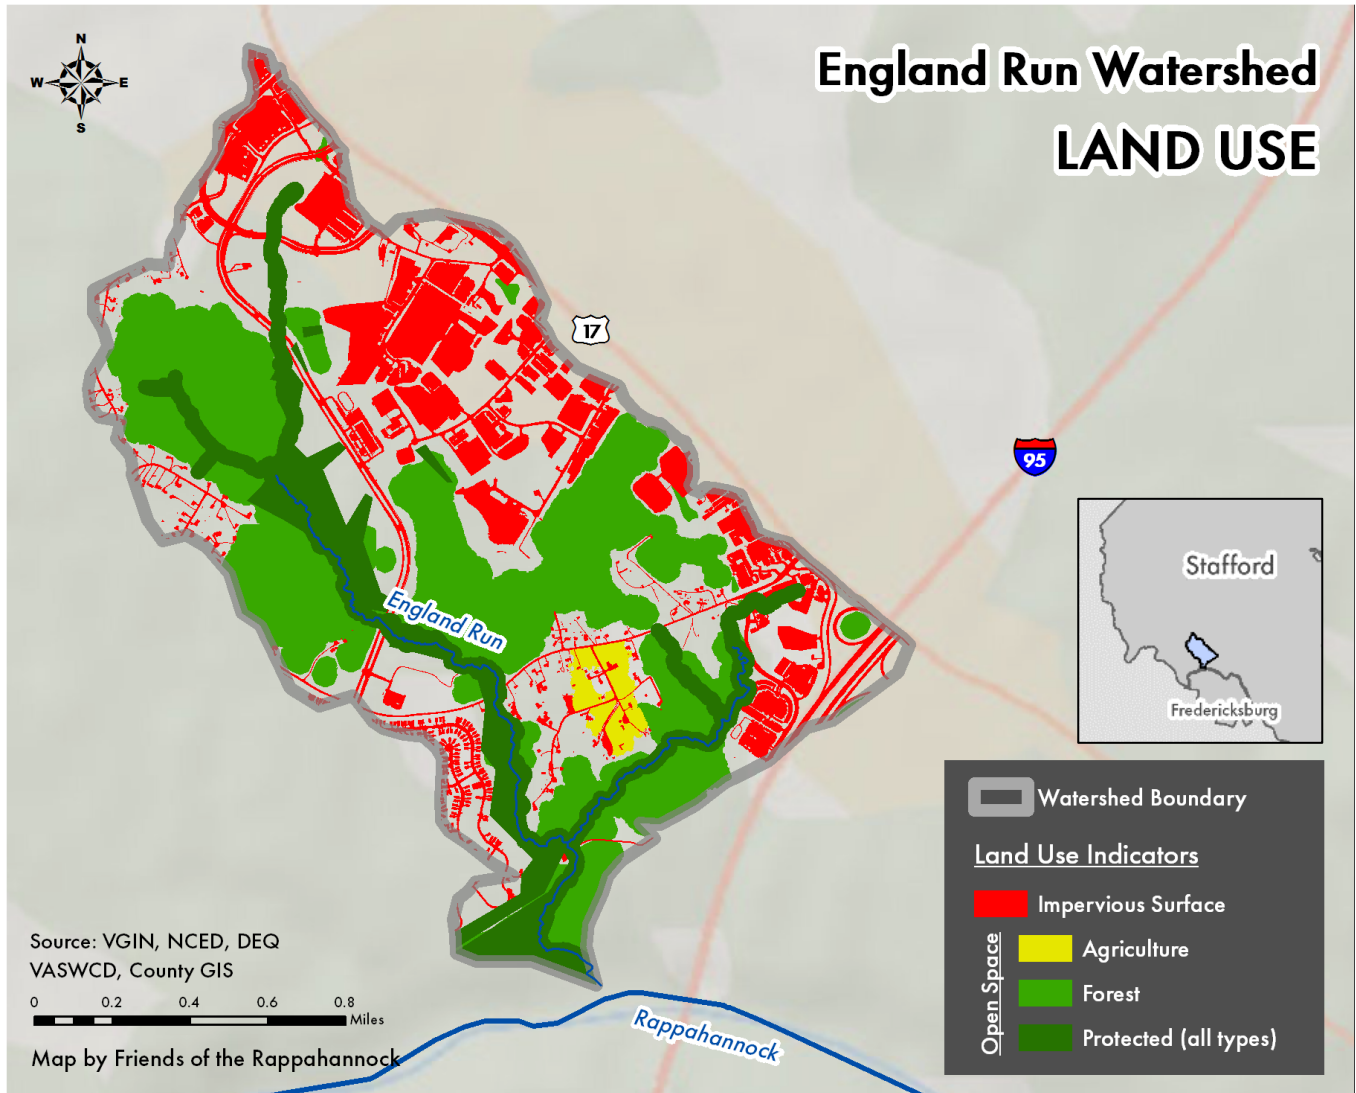 England Run Watershed
LAND USE
N
W E
S
17
95
Stafford
Fredericksburg
England Run
Watershed Boundary
Land Use Indicators
Impervious Surface
Open Space
Agriculture
Forest
Protected (all types)
Source: VGIN, NCED, DEQ
VASWCD, County GIS
0 0.2 0.4 0.6 0.8
Miles
Map by Friends of the Rappahannock
Rappahannock